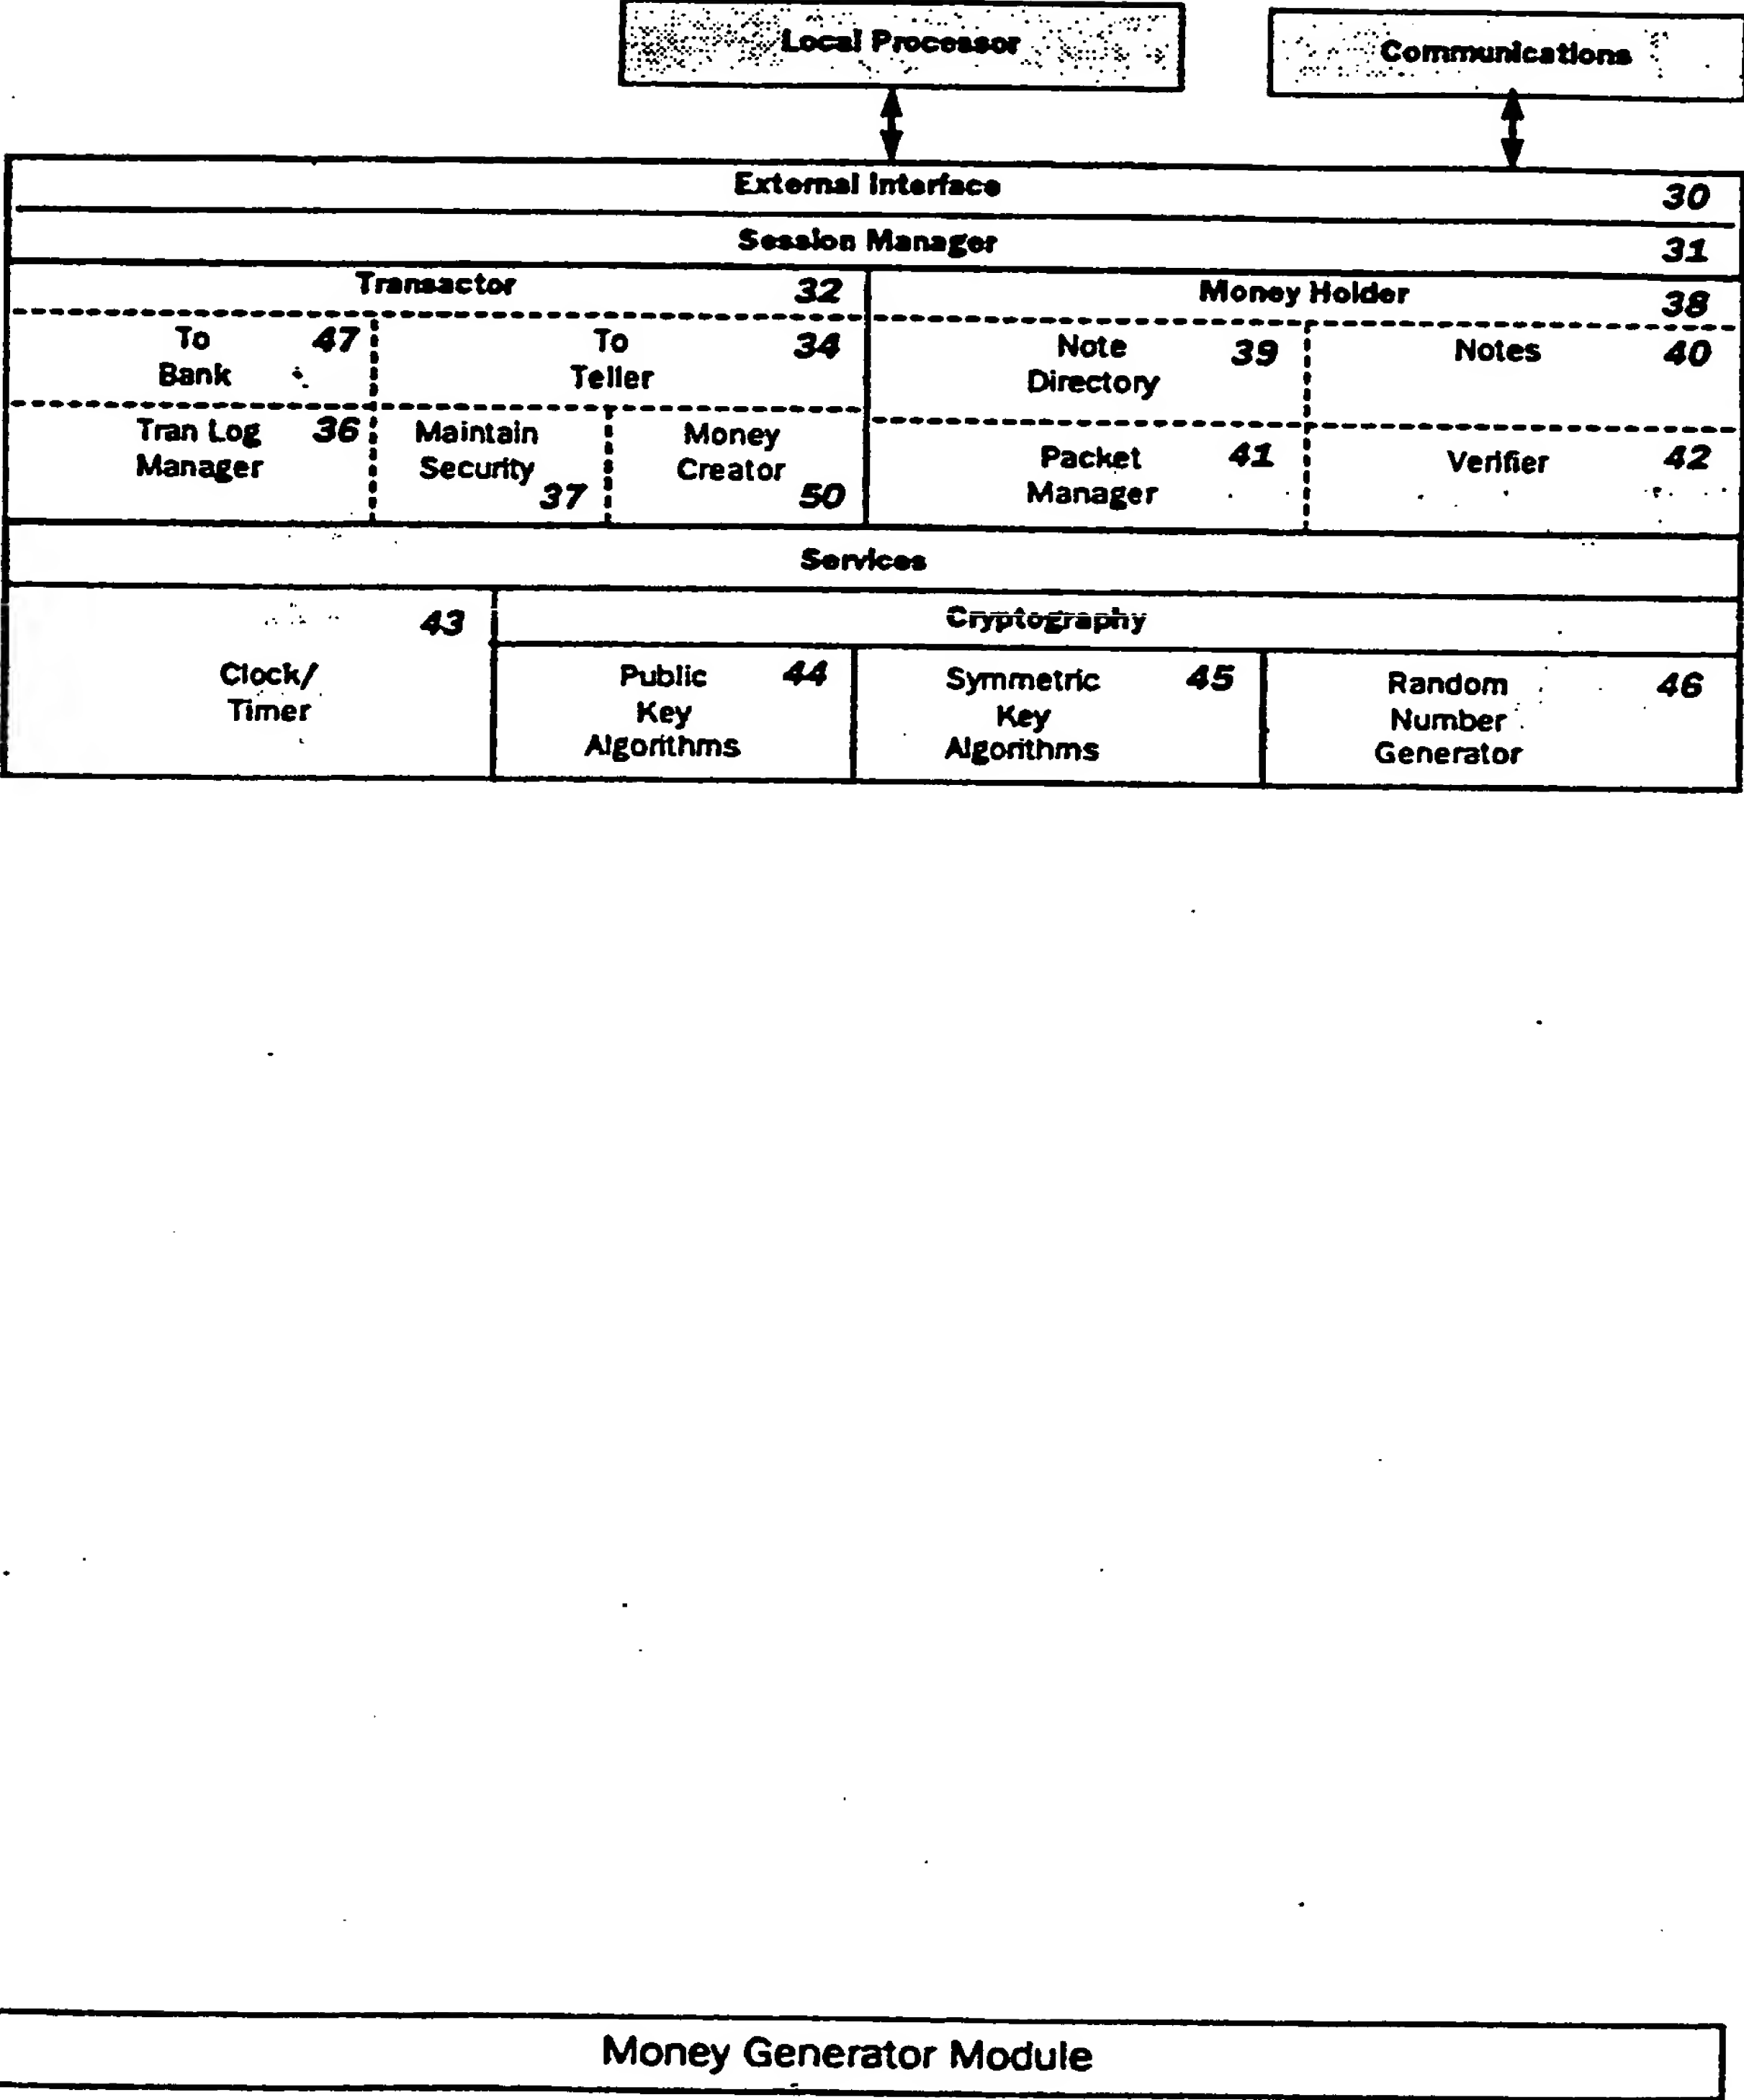 Local Processor
Communications
External Interface 30
Session Manager 31
Transactor 32
Money Holder 38
To Bank 47
To Teller 34
Note Directory 39
Notes 40
Tran Log Manager 36
Maintain Security 37
Money Creator 50
Packet Manager 41
Verifier 42
Services
43
Clock/
Timer
Cryptography
Public 44
Key
Algorithms
Symmetric 45
Key
Algorithms
Random 46
Number
Generator
Money Generator Module